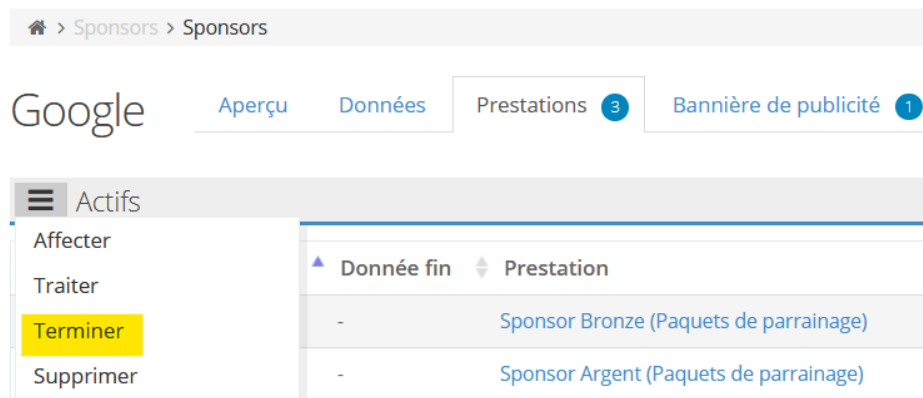 > Sponsors > Sponsors
Google Aperçu Données Prestations 3 Bannière de publicité 1
Actifs
Affecter
Traiter
Terminer
Supprimer
Donnée fin Prestation
- Sponsor Bronze (Paquets de parrainage)
- Sponsor Argent (Paquets de parrainage)